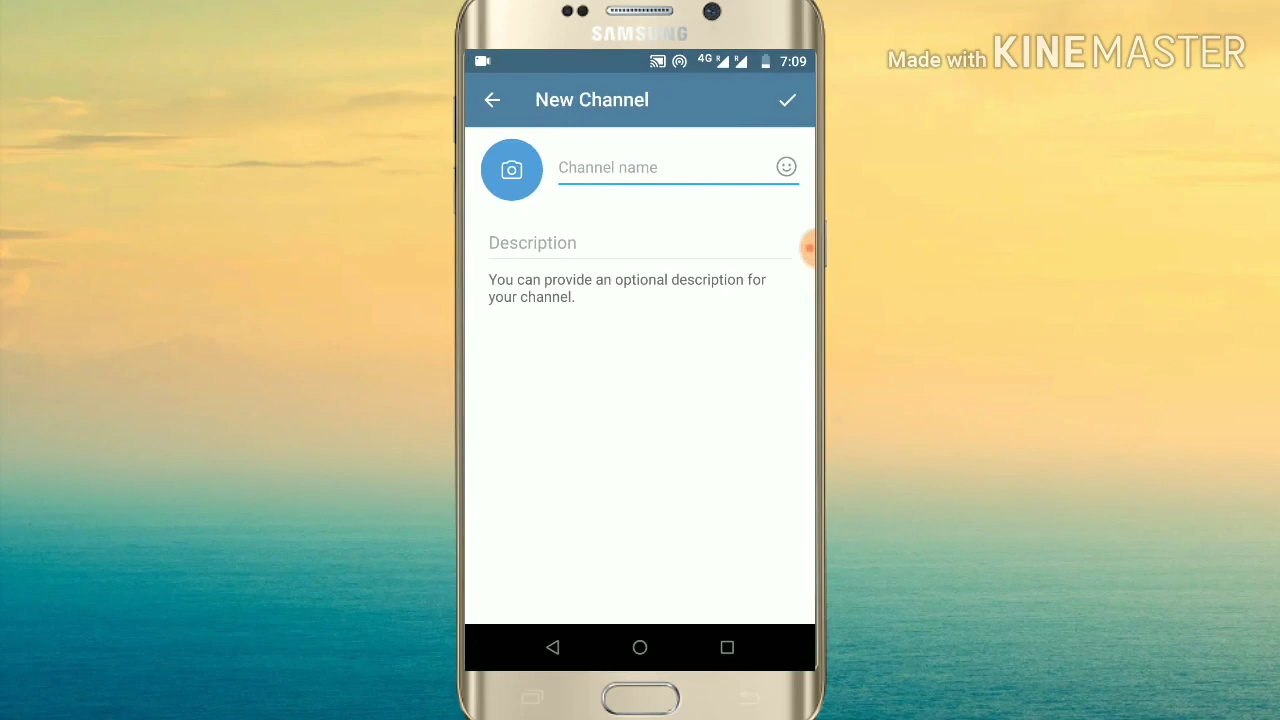 SAMSUNG
Made with KINEMASTER
4G R R 7:09
New Channel
Channel name
Description
You can provide an optional description for
your channel.